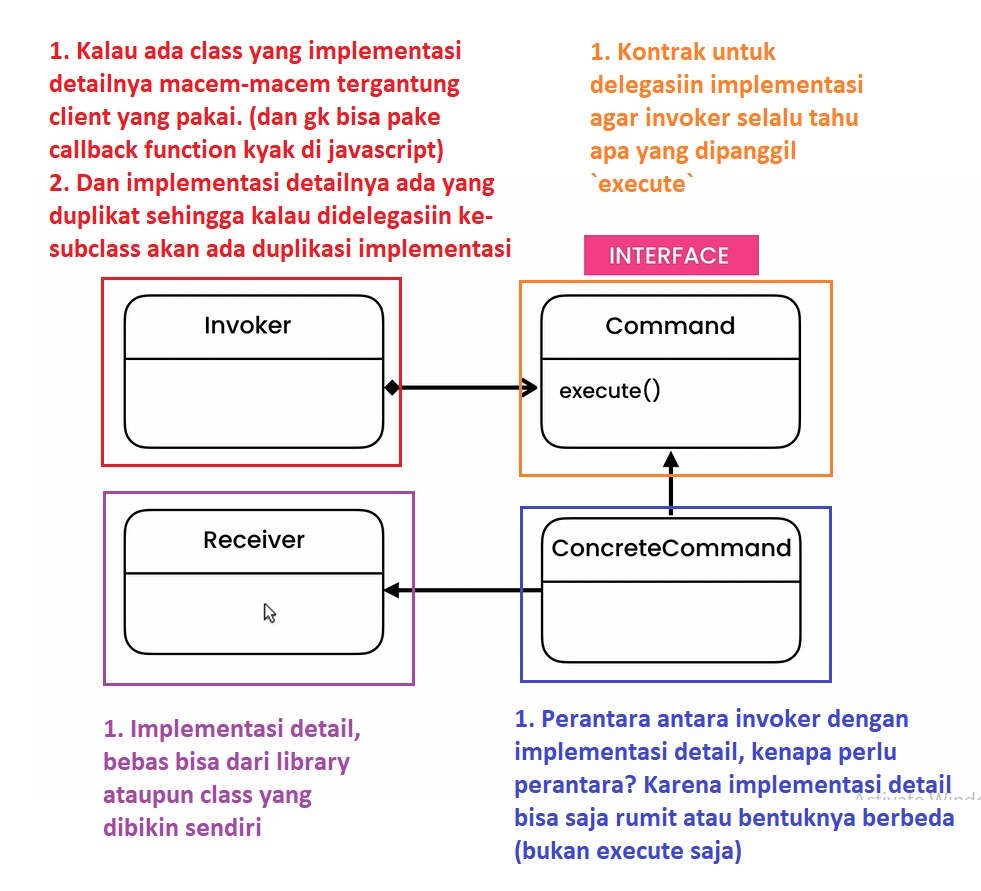 1. Kalau ada class yang implementasi
detailnya macem-macem tergantung
client yang pakai. (dan gk bisa pake
callback function kyak di javascript)
2. Dan implementasi detailnya ada yang
duplikat sehingga kalau didelegasiin ke-
subclass akan ada duplikasi implementasi
1. Kontrak untuk
delegasiin implementasi
agar invoker selalu tahu
apa yang dipanggil
`execute`
INTERFACE
Invoker
Command
execute()
Receiver
ConcreteCommand
1. Implementasi detail,
bebas bisa dari library
ataupun class yang
dibikin sendiri
1. Perantara antara invoker dengan
implementasi detail, kenapa perlu
perantara? Karena implementasi detail
bisa saja rumit atau bentuknya berbeda
(bukan execute saja)